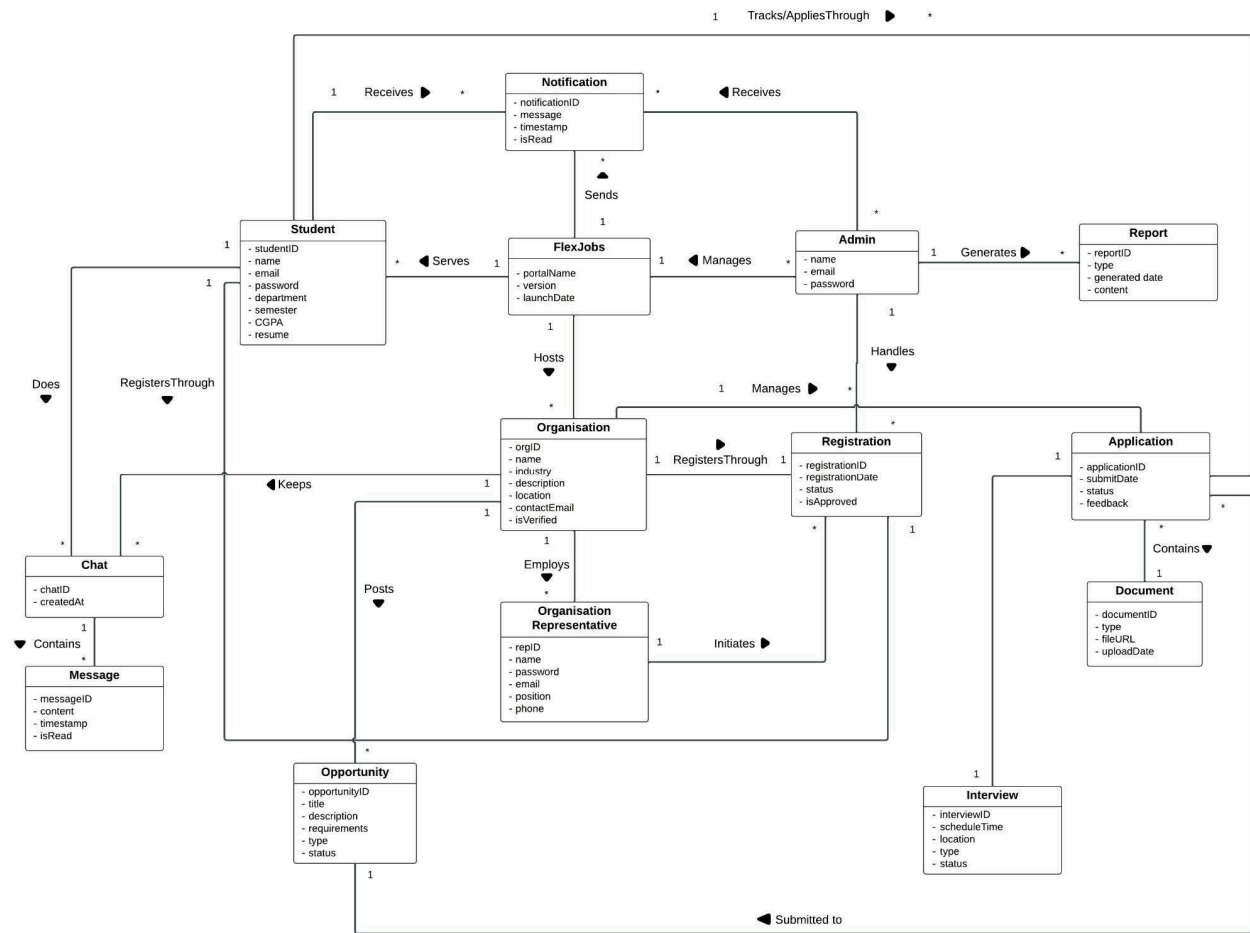 1 Tracks/AppliesThrough *
Notification
- notificationID
- message
- timestamp
- isRead
1 Receives *
* Receives
*
Sends
1
*
Student
- studentID
- name
- email
- password
- department
- semester
- CGPA
- resume
1
1
* Serves 1
FlexJobs
- portalName
- version
- launchDate
1 Manages *
Admin
- name
- email
- password
1 Generates *
Report
- reportID
- type
- generated date
- content
1
Hosts
*
1
Handles
*
Does
RegistersThrough
1 Manages *
Organisation
- orgID
- name
- industry
- description
- location
- contactEmail
- isVerified
1 RegistersThrough 1
Registration
- registrationID
- registrationDate
- status
- isApproved
Application
- applicationID
- submitDate
- status
- feedback
1
*
*
Keeps
1
1
*
*
Chat
- chatID
- createdAt
1
Contains
*
Message
- messageID
- content
- timestamp
- isRead
1
Employs
*
Posts
*
Organisation
Representative
- repID
- name
- password
- email
- position
- phone
1 Initiates
*
1
*
Contains
1
Document
- documentID
- type
- fileURL
- uploadDate
Opportunity
- opportunityID
- title
- description
- requirements
- type
- status
1
1
Interview
- interviewID
- scheduleTime
- location
- type
- status
Submitted to